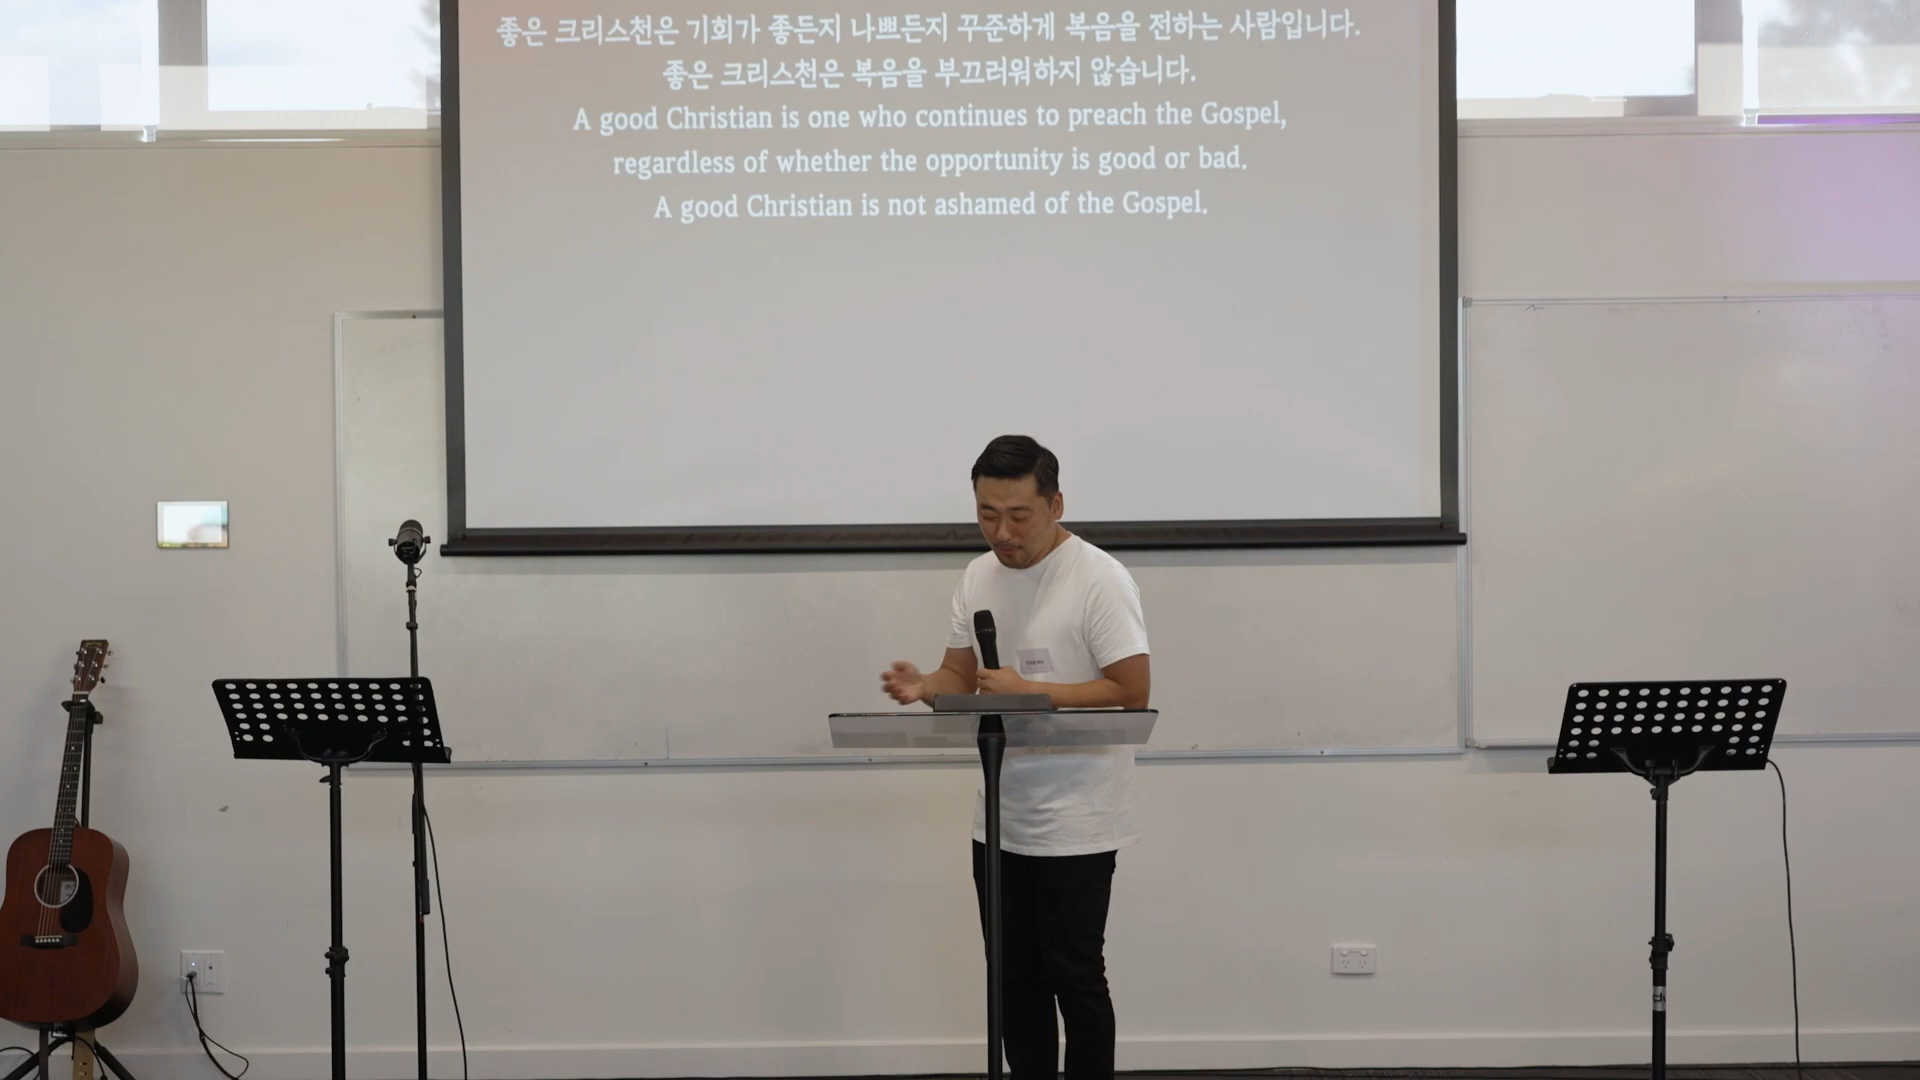 좋은 크리스천은 기회가 좋든지 나쁘든지 꾸준하게 복음을 전하는 사람입니다.
좋은 크리스천은 복음을 부끄러워하지 않습니다.
A good Christian is one who continues to preach the Gospel,
regardless of whether the opportunity is good or bad.
A good Christian is not ashamed of the Gospel.